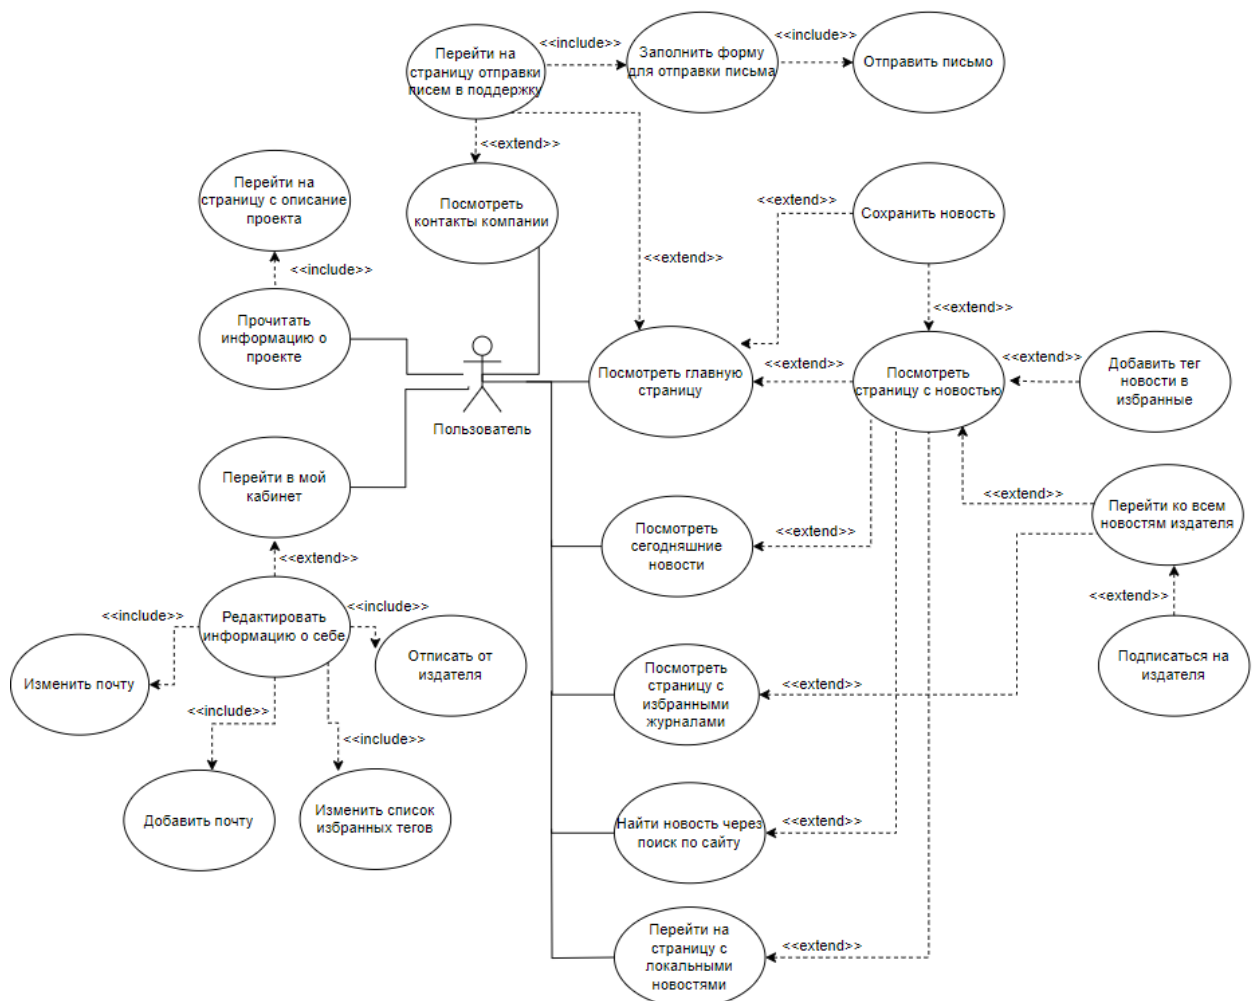 Перейти на
страницу отправки
писем в поддержку
<<include>>
Заполнить форму
для отправки письма
<<include>>
Отправить письмо
<<extend>>
Перейти на
страницу с описание
проекта
Посмотреть
контакты компании
<<extend>>
Сохранить новость
<<include>>
<<extend>>
<<extend>>
Прочитать
информацию о
проекте
Пользователь
Посмотреть главную
страницу
<<extend>>
Посмотреть
страницу с новостью
<<extend>>
Добавить тег
новости в
избранные
Перейти в мой
кабинет
<<extend>>
Посмотреть
сегодняшние
новости
<<extend>>
<<extend>>
Перейти ко всем
новостям издателя
<<extend>>
Подписаться на
издателя
<<include>>
Редактировать
информацию о себе
<<include>>
Изменить почту
Отписать от
издателя
Посмотреть
страницу с
избранными
журналами
<<extend>>
<<include>>
<<include>>
Добавить почту
Изменить список
избранных тегов
Найти новость через
поиск по сайту
<<extend>>
Перейти на
страницу с
локальными
новостями
<<extend>>